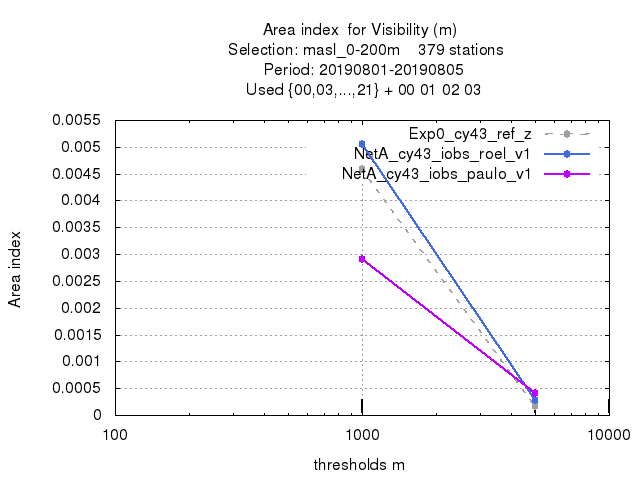 Area index  for Visibility (m)
Selection: masl_0-200m    379 stations
Period: 20190801-20190805
Used {00,03,...,21} + 00 01 02 03
0.0055
0.005
0.0045
0.004
0.0035
0.003
0.0025
0.002
0.0015
0.001
0.0005
0
Area index
Exp0_cy43_ref_z
NetA_cy43_iobs_roel_v1
NetA_cy43_iobs_paulo_v1
100 1000 10000
thresholds m